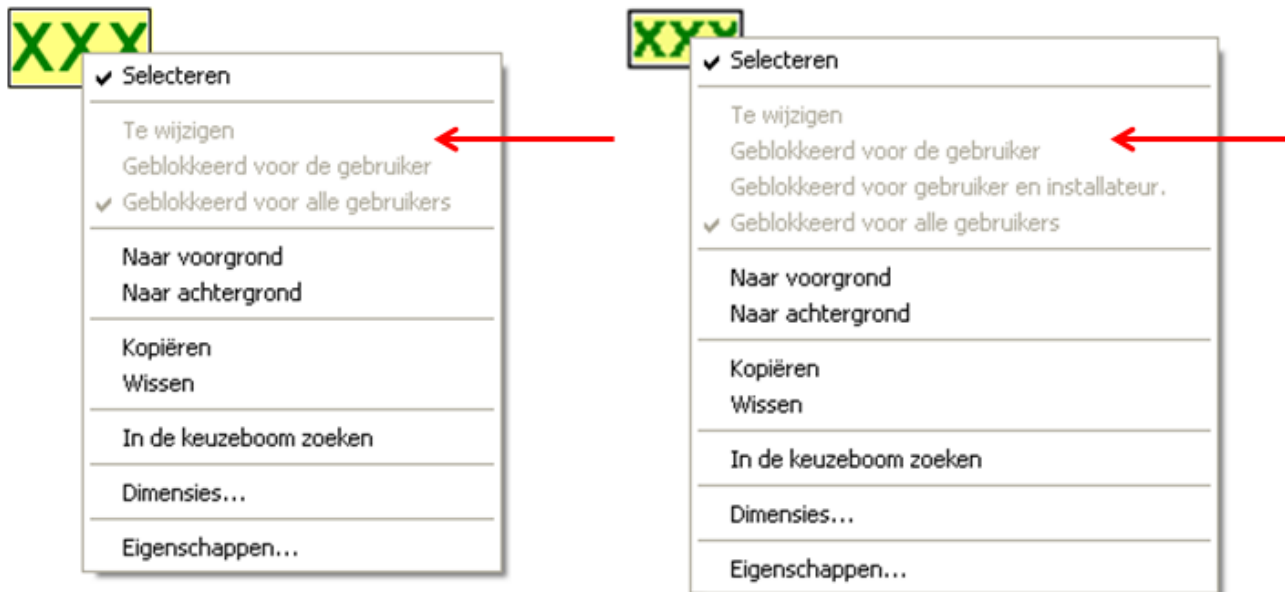 XXX
Selecteren
Te wijzigen
Geblokkeerd voor de gebruiker
Geblokkeerd voor alle gebruikers
Naar voorgrond
Naar achtergrond
Kopiëren
Wissen
In de keuzeboom zoeken
Dimensies...
Eigenschappen...
XXX
Selecteren
Te wijzigen
Geblokkeerd voor de gebruiker
Geblokkeerd voor gebruiker en installateur.
Geblokkeerd voor alle gebruikers
Naar voorgrond
Naar achtergrond
Kopiëren
Wissen
In de keuzeboom zoeken
Dimensies...
Eigenschappen...